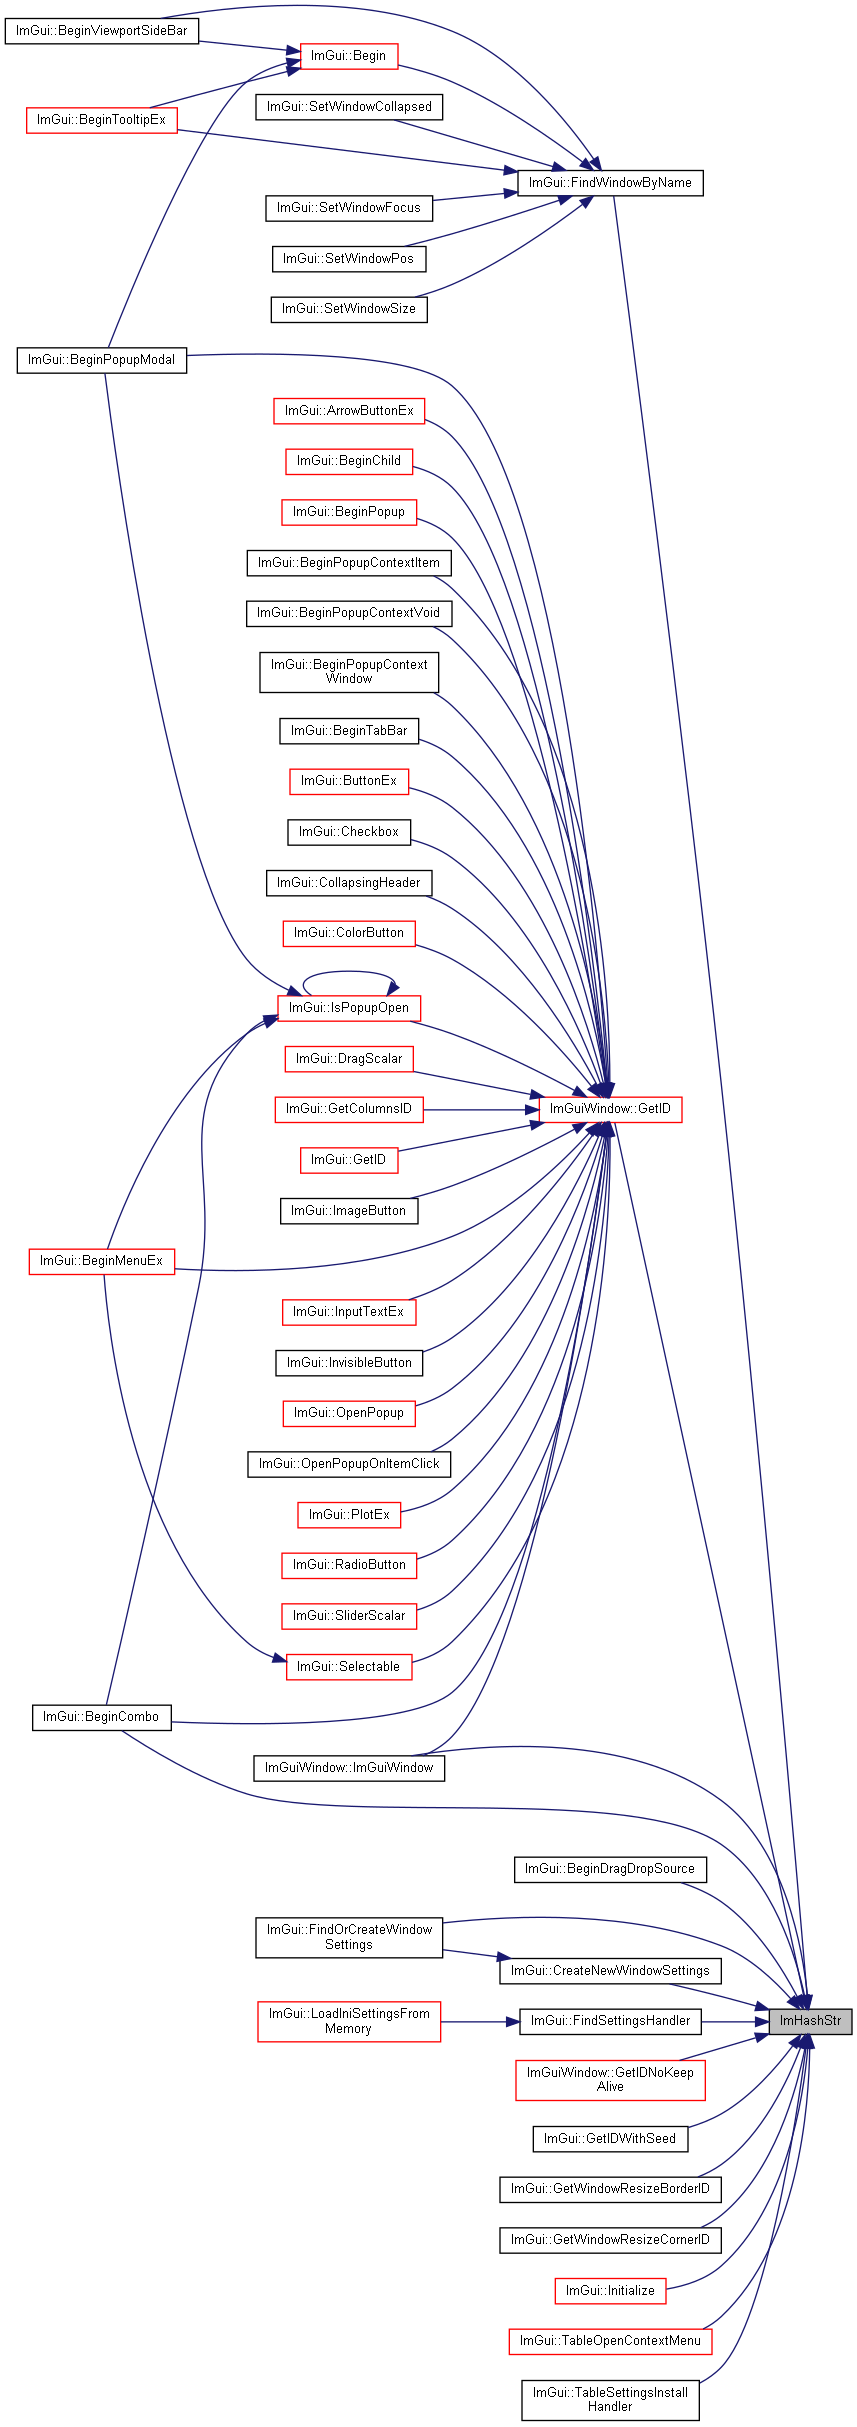 ImGui::BeginViewportSideBar
ImGui::Begin
ImGui::SetWindowCollapsed
ImGui::BeginTooltipEx
ImGui::FindWindowByName
ImGui::SetWindowFocus
ImGui::SetWindowPos
ImGui::SetWindowSize
ImGui::BeginPopupModal
ImGui::ArrowButtonEx
ImGui::BeginChild
ImGui::BeginPopup
ImGui::BeginPopupContextItem
ImGui::BeginPopupContextVoid
ImGui::BeginPopupContext
Window
ImGui::BeginTabBar
ImGui::ButtonEx
ImGui::Checkbox
ImGui::CollapsingHeader
ImGui::ColorButton
ImGui::IsPopupOpen
ImGui::DragScalar
ImGui::GetColumnsID
ImGuiWindow::GetID
ImGui::GetID
ImGui::ImageButton
ImGui::BeginMenuEx
ImGui::InputTextEx
ImGui::InvisibleButton
ImGui::OpenPopup
ImGui::OpenPopupOnItemClick
ImGui::PlotEx
ImGui::RadioButton
ImGui::SliderScalar
ImGui::Selectable
ImGui::BeginCombo
ImGuiWindow::ImGuiWindow
ImGui::BeginDragDropSource
ImGui::FindOrCreateWindow
Settings
ImGui::CreateNewWindowSettings
ImGui::LoadIniSettingsFrom
Memory
ImGui::FindSettingsHandler
ImHashStr
ImGuiWindow::GetIDNoKeep
Alive
ImGui::GetIDWithSeed
ImGui::GetWindowResizeBorderID
ImGui::GetWindowResizeCornerID
ImGui::Initialize
ImGui::TableOpenContextMenu
ImGui::TableSettingsInstall
Handler